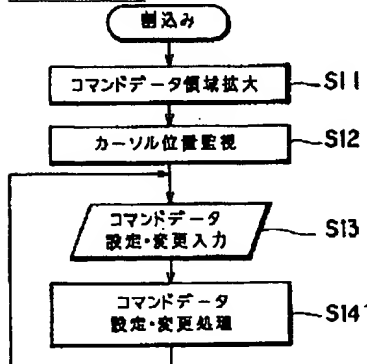 割込み
コマンドデータ領域拡大
S11
カーソル位置監視
S12
コマンドデータ
設定・変更入力
S13
コマンドデータ
設定・変更処理
S14